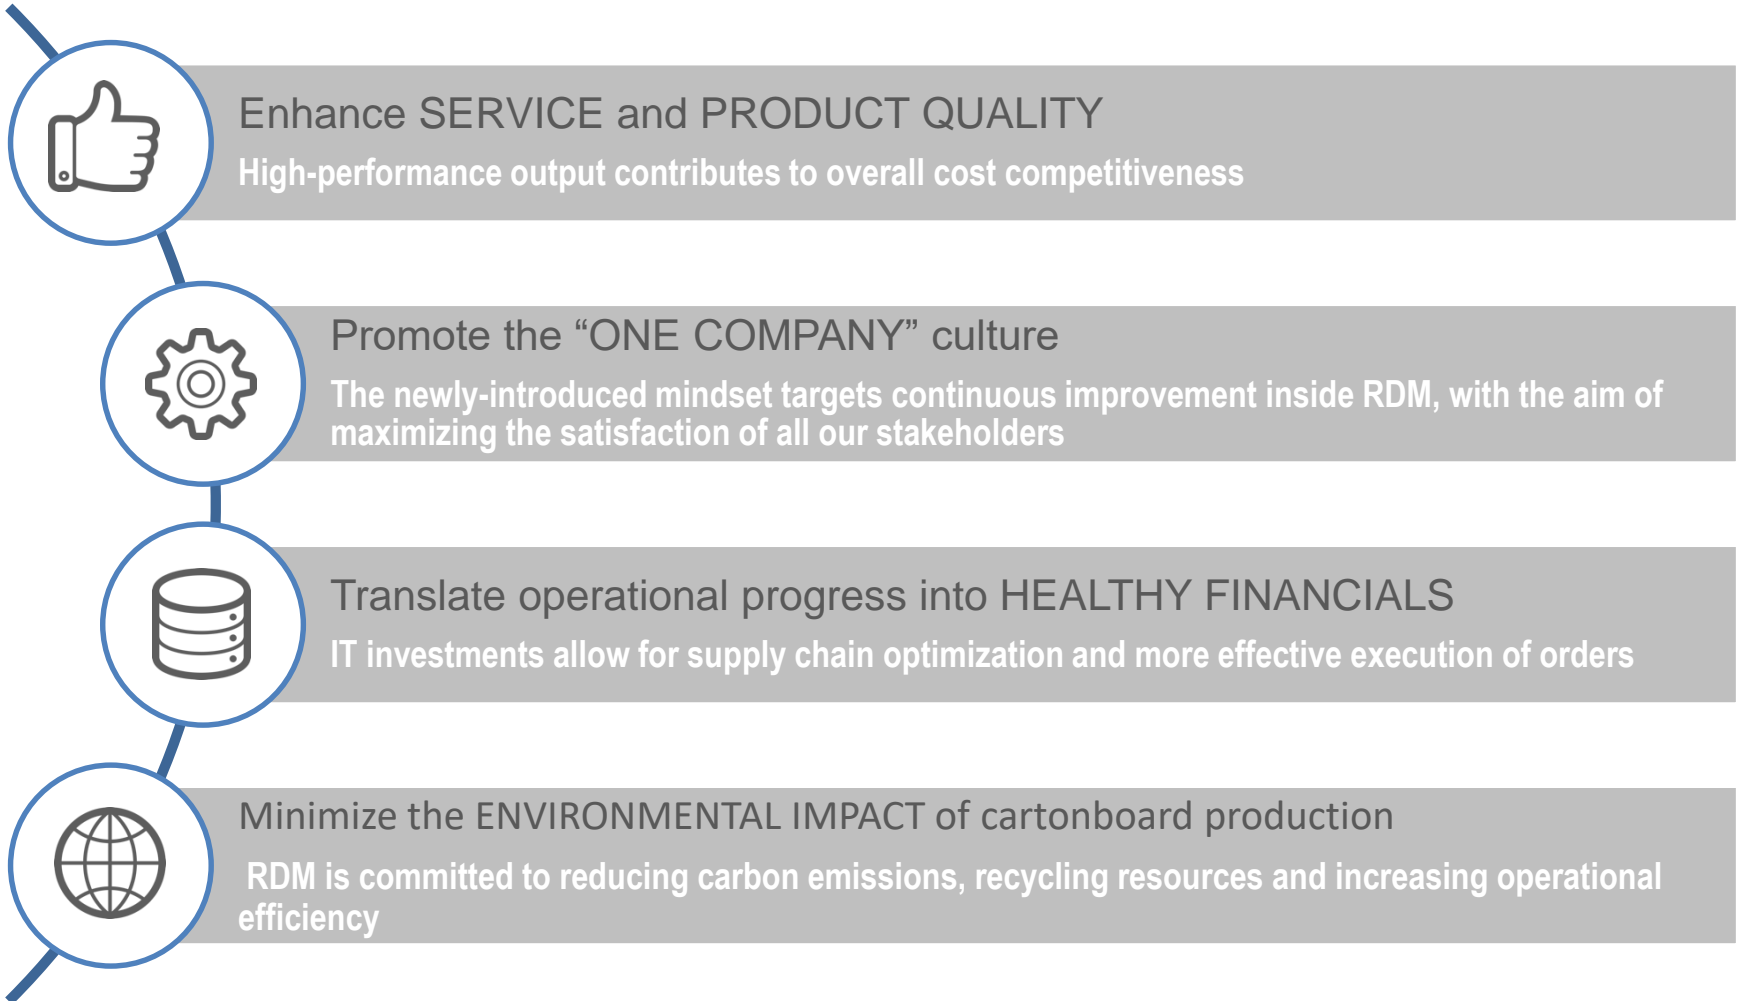 Enhance SERVICE and PRODUCT QUALITY
High-performance output contributes to overall cost competitiveness
Promote the “ONE COMPANY” culture
The newly-introduced mindset targets continuous improvement inside RDM, with the aim of
maximizing the satisfaction of all our stakeholders
Translate operational progress into HEALTHY FINANCIALS
IT investments allow for supply chain optimization and more effective execution of orders
Minimize the ENVIRONMENTAL IMPACT of cartonboard production
RDM is committed to reducing carbon emissions, recycling resources and increasing operational
efficiency